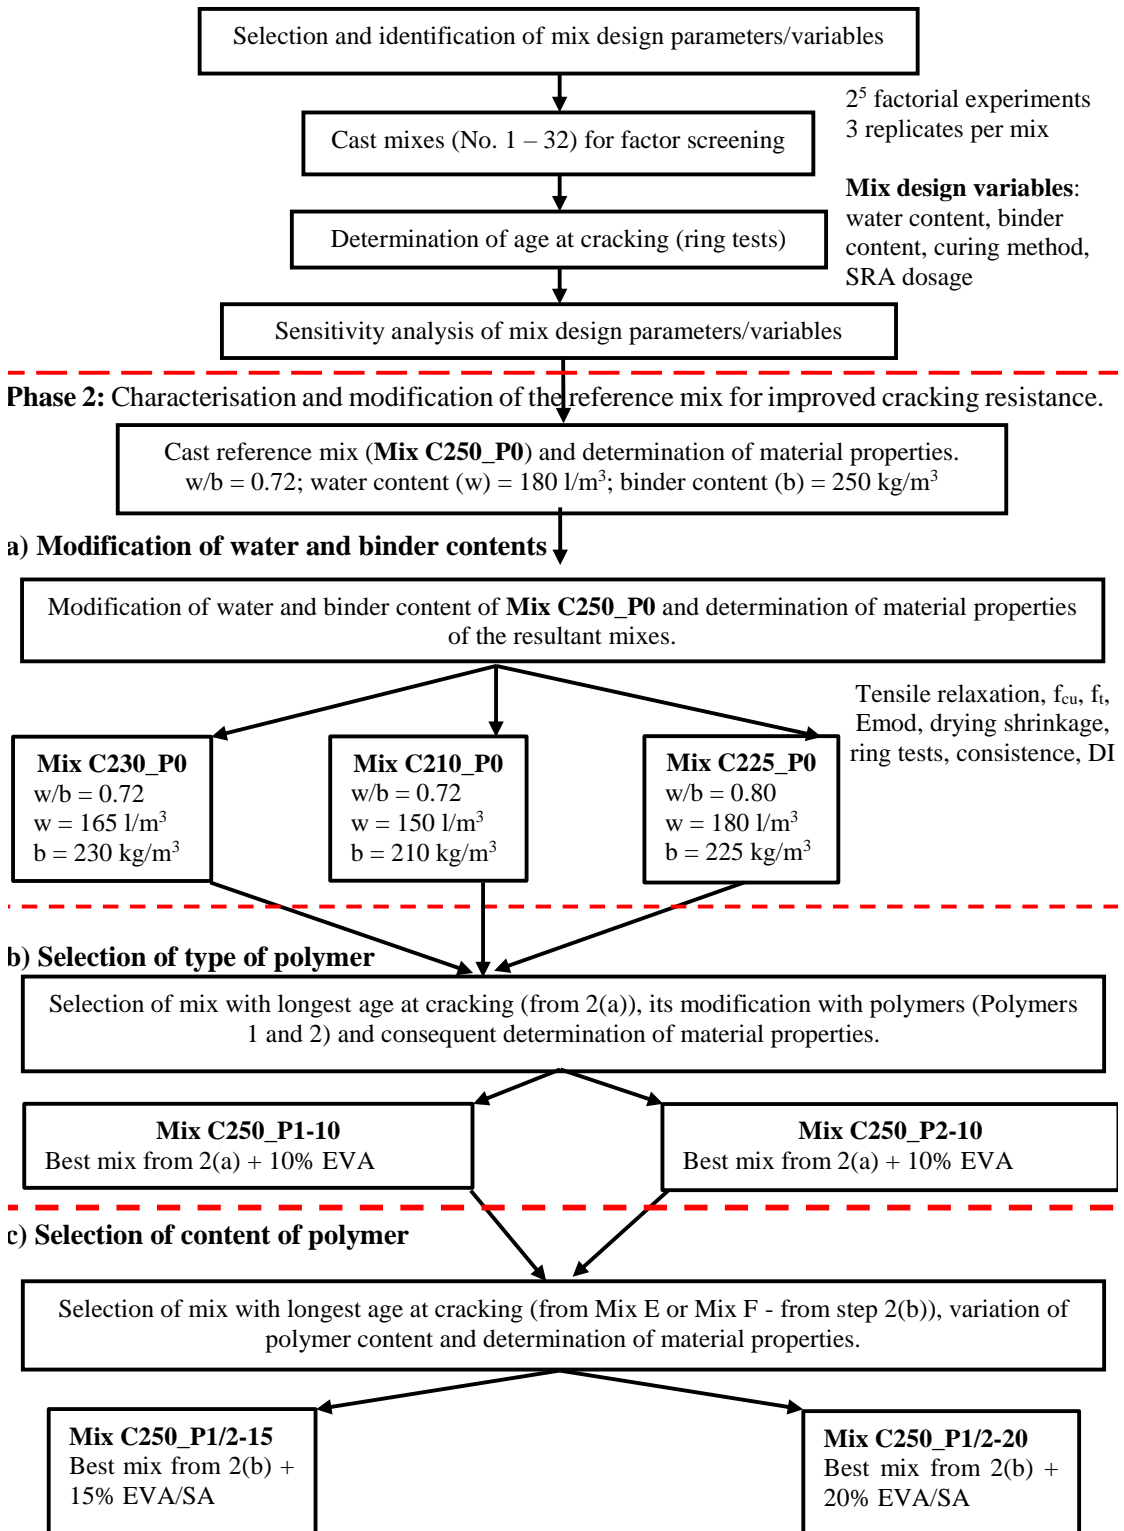 Selection and identification of mix design parameters/variables
2⁵ factorial experiments
3 replicates per mix
Cast mixes (No. 1 – 32) for factor screening
Mix design variables:
water content, binder
content, curing method,
SRA dosage
Determination of age at cracking (ring tests)
Sensitivity analysis of mix design parameters/variables
Phase 2: Characterisation and modification of the reference mix for improved cracking resistance.
Cast reference mix (Mix C250_P0) and determination of material properties.
w/b = 0.72; water content (w) = 180 l/m³; binder content (b) = 250 kg/m³
a) Modification of water and binder contents
Modification of water and binder content of Mix C250_P0 and determination of material properties
of the resultant mixes.
Tensile relaxation, fcu, ft,
Emod, drying shrinkage,
ring tests, consistence, DI
Mix C230_P0
w/b = 0.72
w = 165 l/m³
b = 230 kg/m³
Mix C210_P0
w/b = 0.72
w = 150 l/m³
b = 210 kg/m³
Mix C225_P0
w/b = 0.80
w = 180 l/m³
b = 225 kg/m³
b) Selection of type of polymer
Selection of mix with longest age at cracking (from 2(a)), its modification with polymers (Polymers
1 and 2) and consequent determination of material properties.
Mix C250_P1-10
Best mix from 2(a) + 10% EVA
Mix C250_P2-10
Best mix from 2(a) + 10% EVA
c) Selection of content of polymer
Selection of mix with longest age at cracking (from Mix E or Mix F - from step 2(b)), variation of
polymer content and determination of material properties.
Mix C250_P1/2-15
Best mix from 2(b) +
15% EVA/SA
Mix C250_P1/2-20
Best mix from 2(b) +
20% EVA/SA